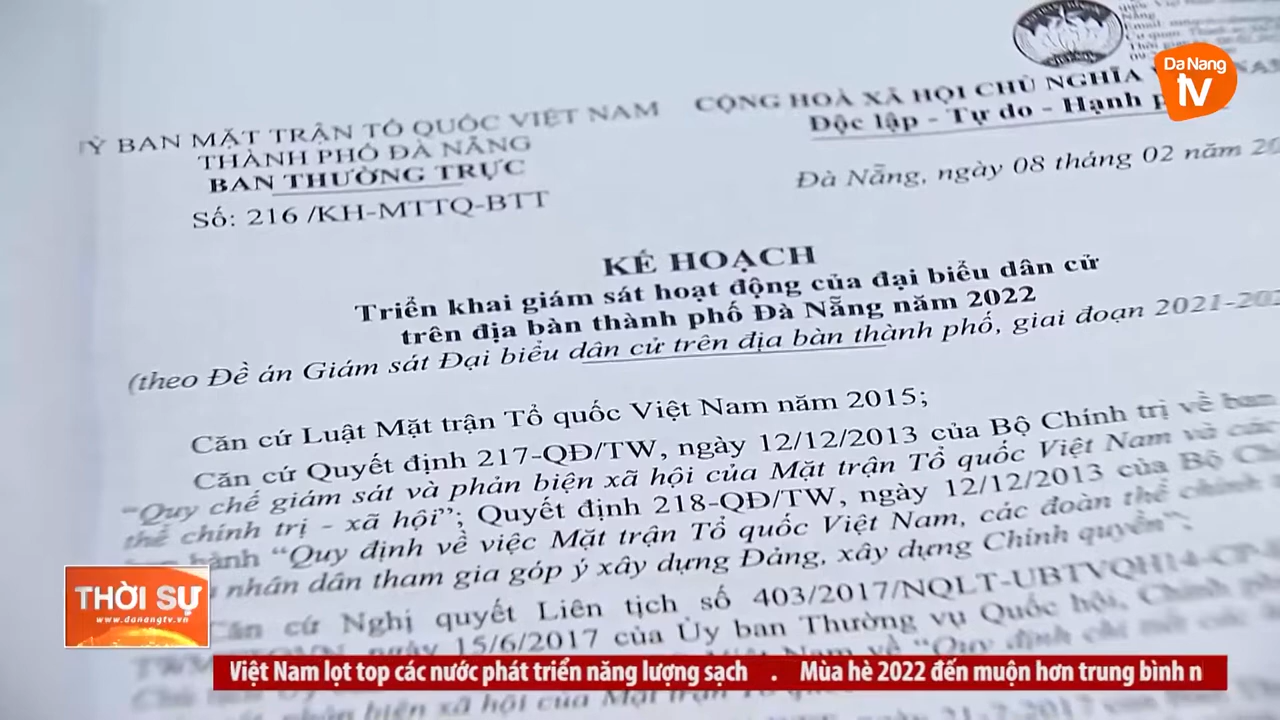 Da Nang
tv
ỦY BAN MẶT TRẬN TỔ QUỐC VIỆT NAM
THÀNH PHỐ ĐÀ NẴNG
BAN THƯỜNG TRỰC
Số: 216 /KH-MTTQ-BTT
CỘNG HOÀ XÃ HỘI CHỦ NGHĨA
Độc lập - Tự do - Hạnh
Đà Nẵng, ngày 08 tháng 02 năm
KẾ HOẠCH
Triển khai giám sát hoạt động của đại biểu dân cử
trên địa bàn thành phố Đà Nẵng năm 2022
(theo Đề án Giám sát Đại biểu dân cử trên địa bàn thành phố, giai đoạn 2021-
Căn cứ Luật Mặt trận Tổ quốc Việt Nam năm 2015;
Căn cứ Quyết định 217-QĐ/TW, ngày 12/12/2013 của Bộ Chính trị về ban
“Quy chế giám sát và phản biện xã hội của Mặt trận Tổ quốc Việt Nam và các
thể chính trị - xã hội”; Quyết định 218-QĐ/TW, ngày 12/12/2013 của Bộ
hành “Quy định về việc Mặt trận Tổ quốc Việt Nam, các đoàn thể chính
nhân dân tham gia góp ý xây dựng Đảng, xây dựng Chính quyền”;
Căn cứ Nghị quyết Liên tịch số 403/2017/NQLT-UBTVQH14-CP-
ngày 15/6/2017 của Ủy ban Thường vụ Quốc hội, Chính
THỜI SỰ
www.danangtv.vn
Việt Nam lọt top các nước phát triển năng lượng sạch . Mùa hè 2022 đến muộn hơn trung bình n